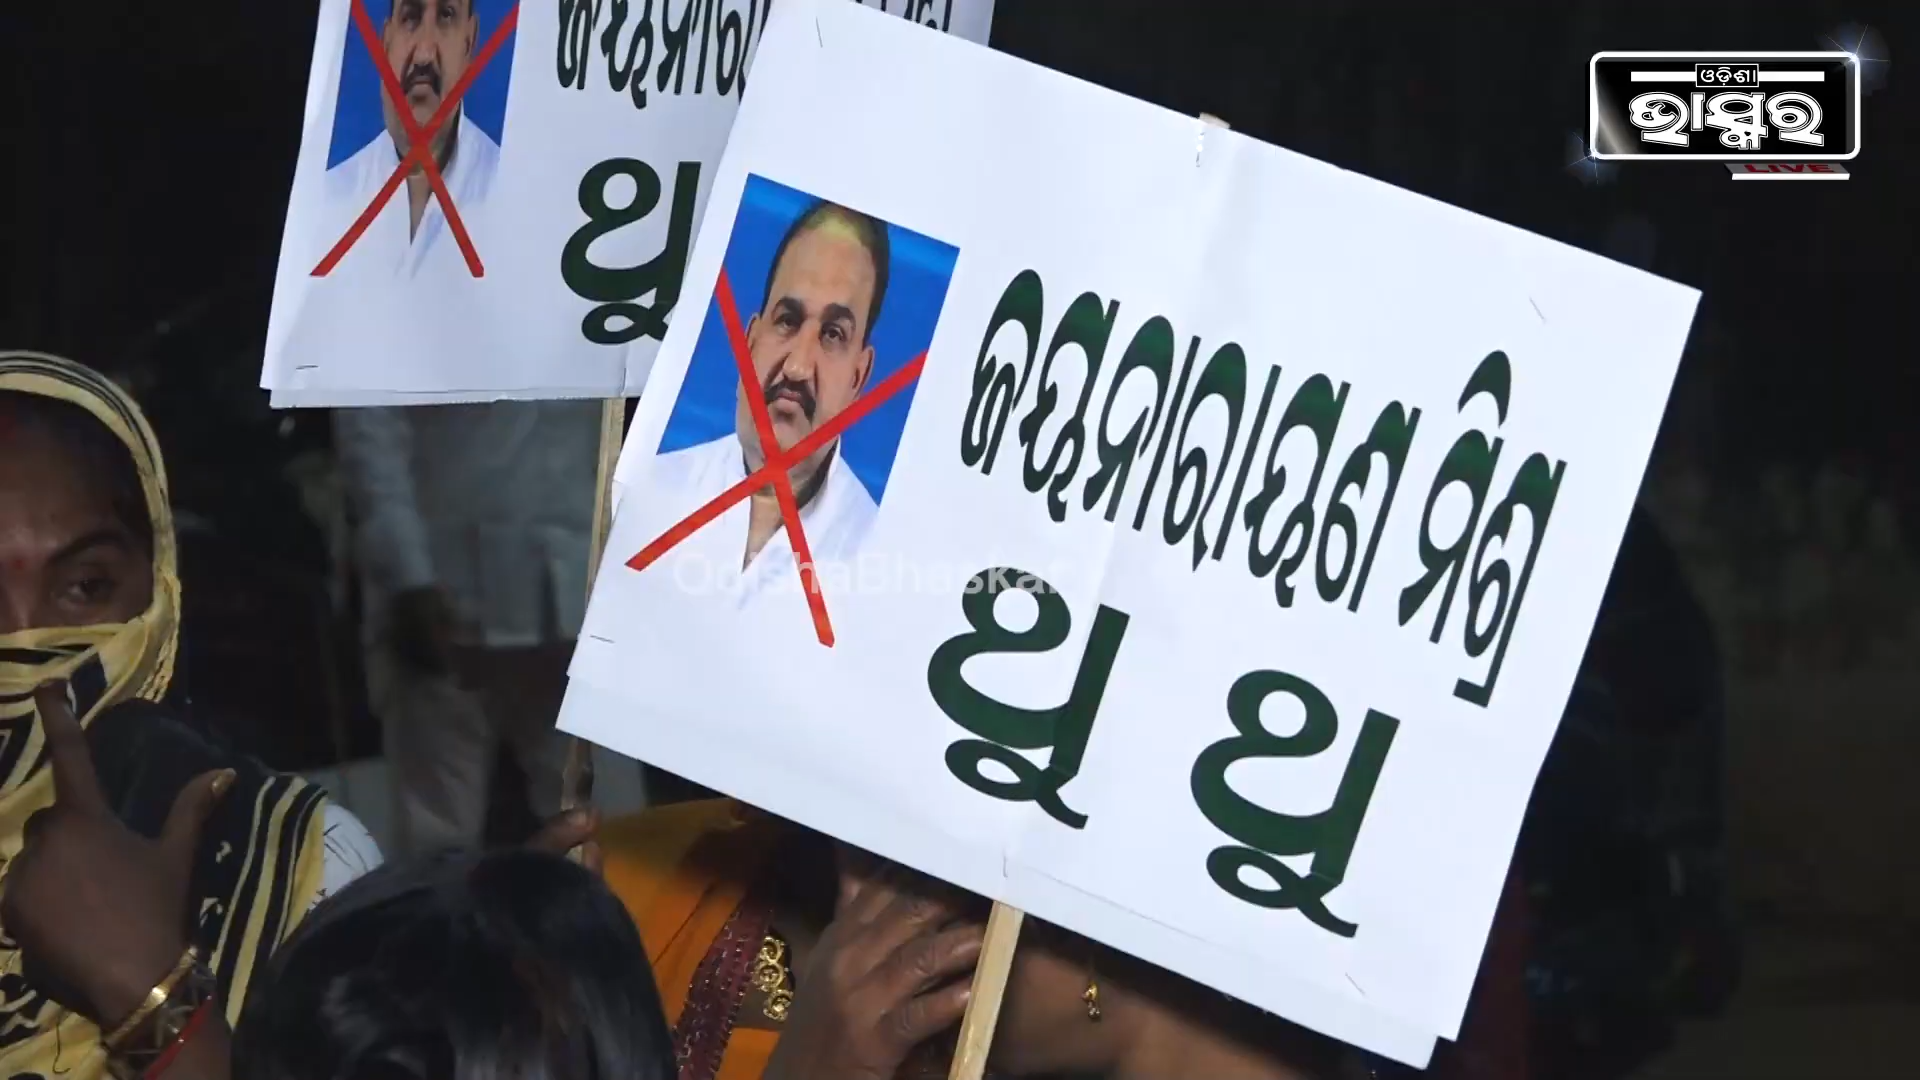 ଜୟନାରାୟଣ ମିଶ୍ର
ଥୁ ଥୁ
ଥୁ
ଓଡ଼ିଶା
ଭାସ୍କର
LIVE
OdishaBhaskar